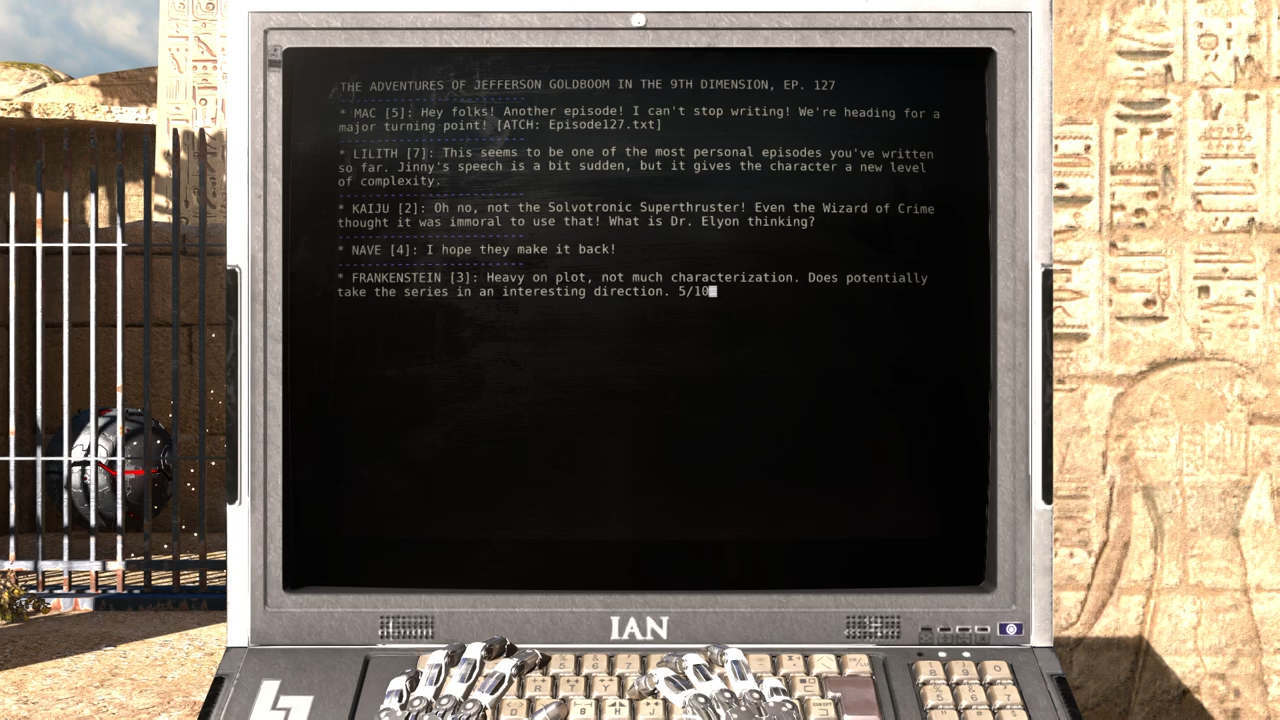 THE ADVENTURES OF JEFFERSON GOLDBOOM IN THE 9TH DIMENSION, EP. 127
* MAC [5]: Hey folks! Another episode! I can't stop writing! We're heading for a
major turning point! [ATCH: Episode127.txt]
* LILITH [7]: This seems to be one of the most personal episodes you've written
so far. Jinny's speech is a bit sudden, but it gives the character a new level
of complexity.
* KAIJU [2]: Oh no, not the Solvotronic Superthruster! Even the Wizard of Crime
thought it was immoral to use that! What is Dr. Elyon thinking?
* NAVE [4]: I hope they make it back!
* FRANKENSTEIN [3]: Heavy on plot, not much characterization. Does potentially
take the series in an interesting direction. 5/10
IAN